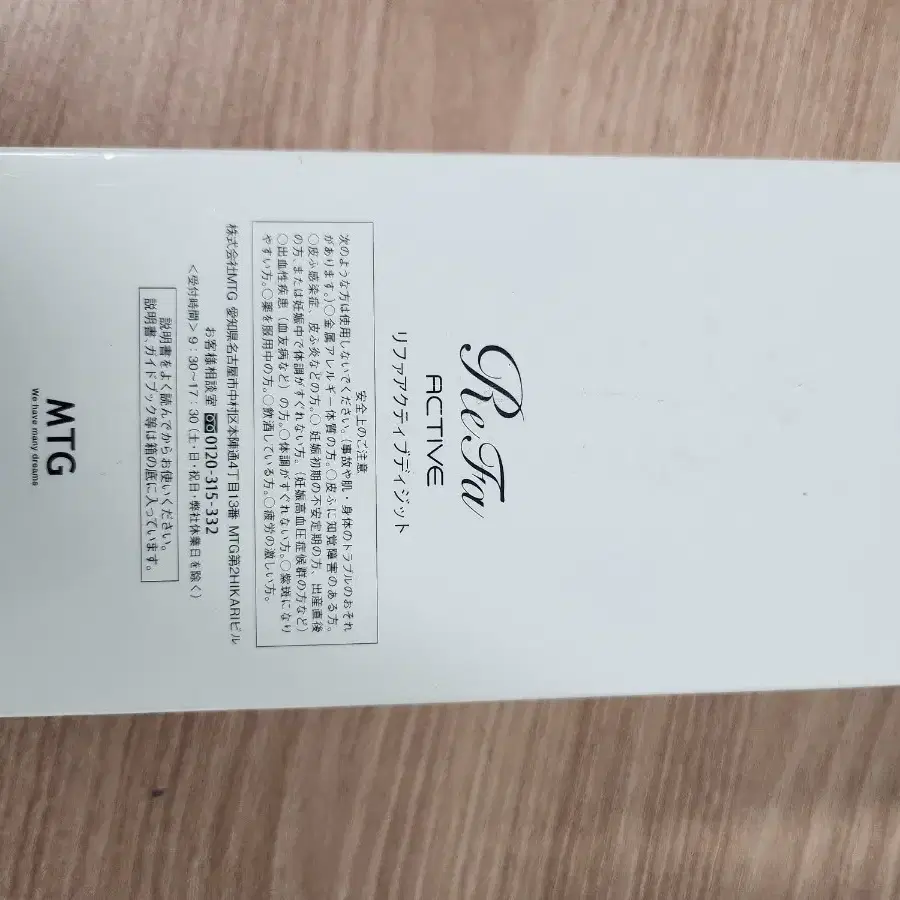 ReFa
ACTIVE
リファアクティブディジット
安全上のご注意
次のような方は使用しないでください。(事故や肌・身体のトラブルのおそれ
があります。)○金属アレルギー体質の方。○皮ふに知覚障害のある方。
○皮ふ感染症、皮ふ炎などの方。○妊娠初期の不安定期の方、出産直後
の方、または妊娠中で体調がすぐれない方。(妊娠高血圧症候群の方など)
○出血性疾患(血友病など)の方。○体調がすぐれない方。○紫斑になり
やすい方。○薬を服用中の方。○飲酒している方。○疲労の激しい方。
株式会社MTG 愛知県名古屋市中村区本陣通4丁目13番 MTG第2HIKARIビル
お客様相談室 0120-315-332
<受付時間> 9:30~17:30 (土・日・祝日・弊社休業日を除く)
説明書をよく読んでからお使いください。
説明書、ガイドブック等は箱の底に入っています。
MTG
We have many dreams